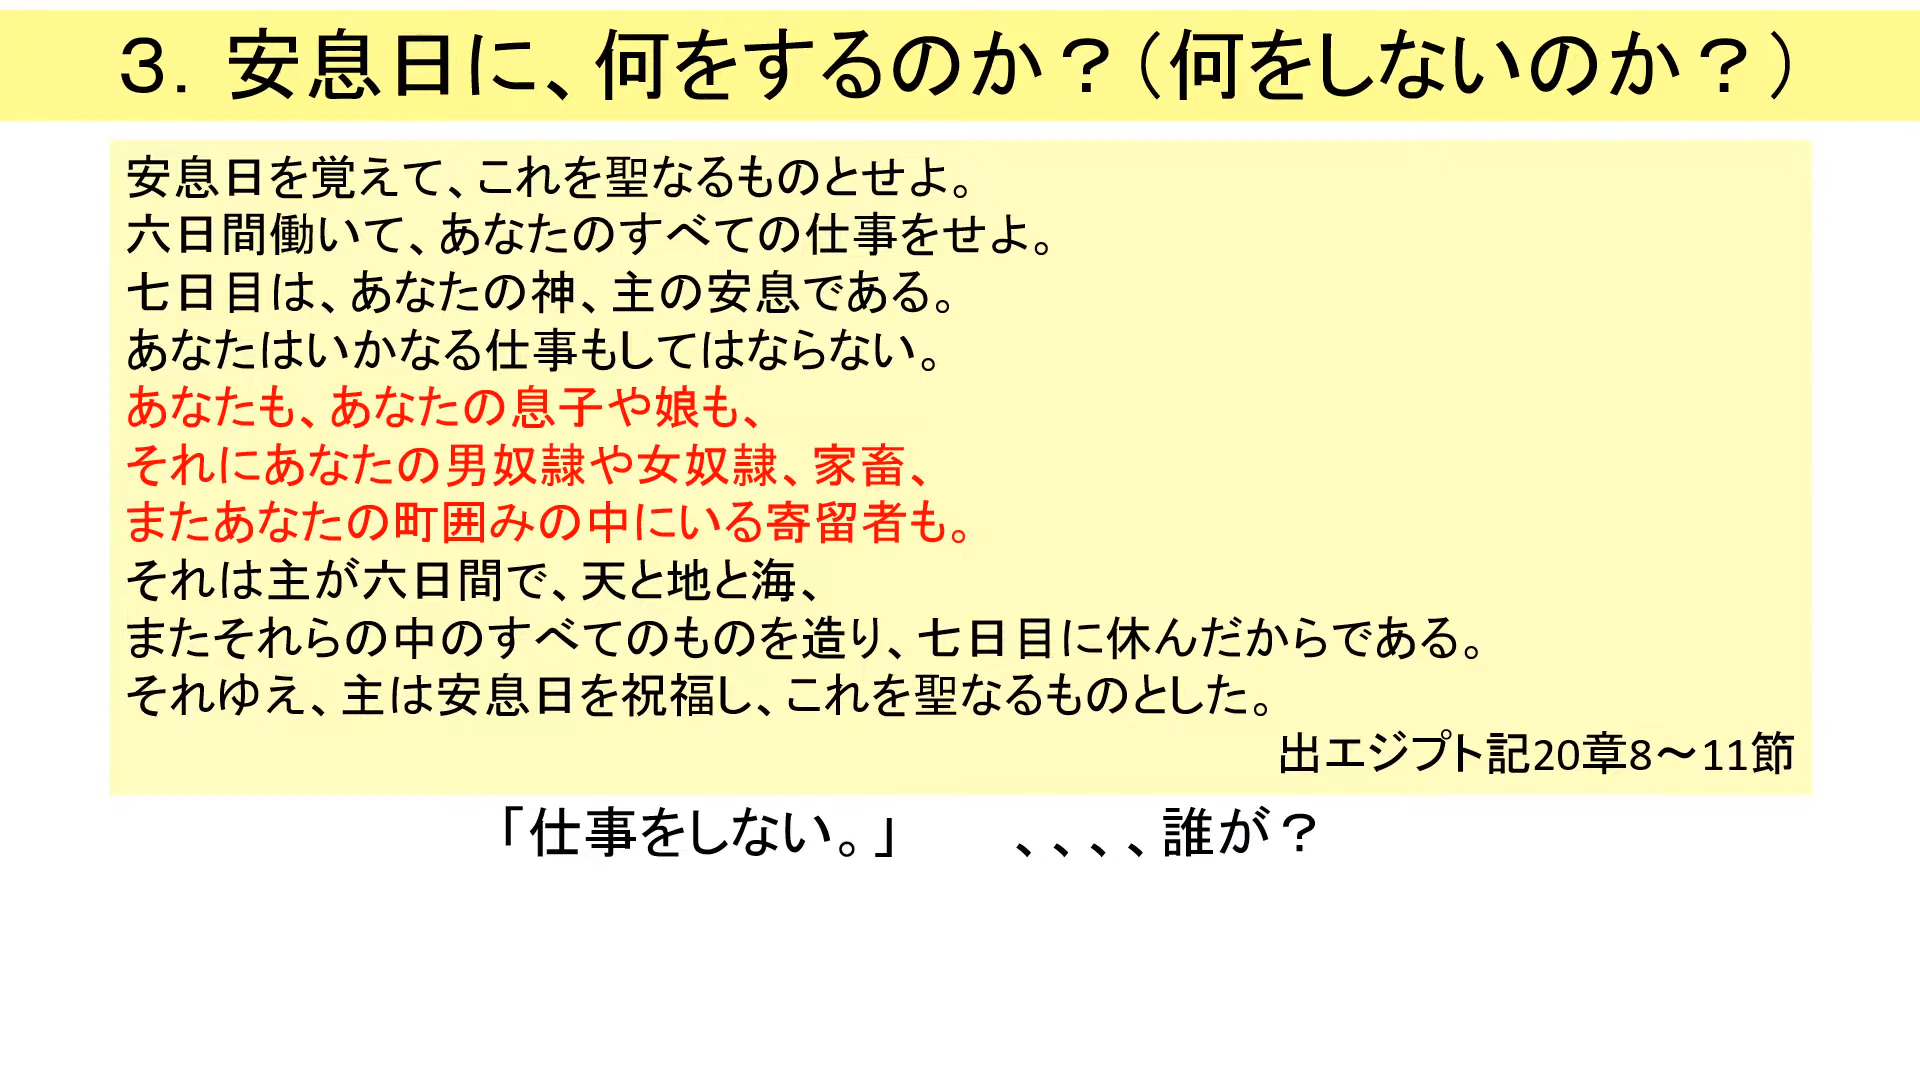 ３．安息日に、何をするのか？（何をしないのか？）
安息日を覚えて、これを聖なるものとせよ。
六日間働いて、あなたのすべての仕事をせよ。
七日目は、あなたの神、主の安息である。
あなたはいかなる仕事もしてはならない。
あなたも、あなたの息子や娘も、
それにあなたの男奴隷や女奴隷、家畜、
またあなたの町囲みの中にいる寄留者も。
それは主が六日間で、天と地と海、
またそれらの中のすべてのものを造り、七日目に休んだからである。
それゆえ、主は安息日を祝福し、これを聖なるものとした。
出エジプト記20章8～11節
「仕事をしない。」　　、、、、誰が？